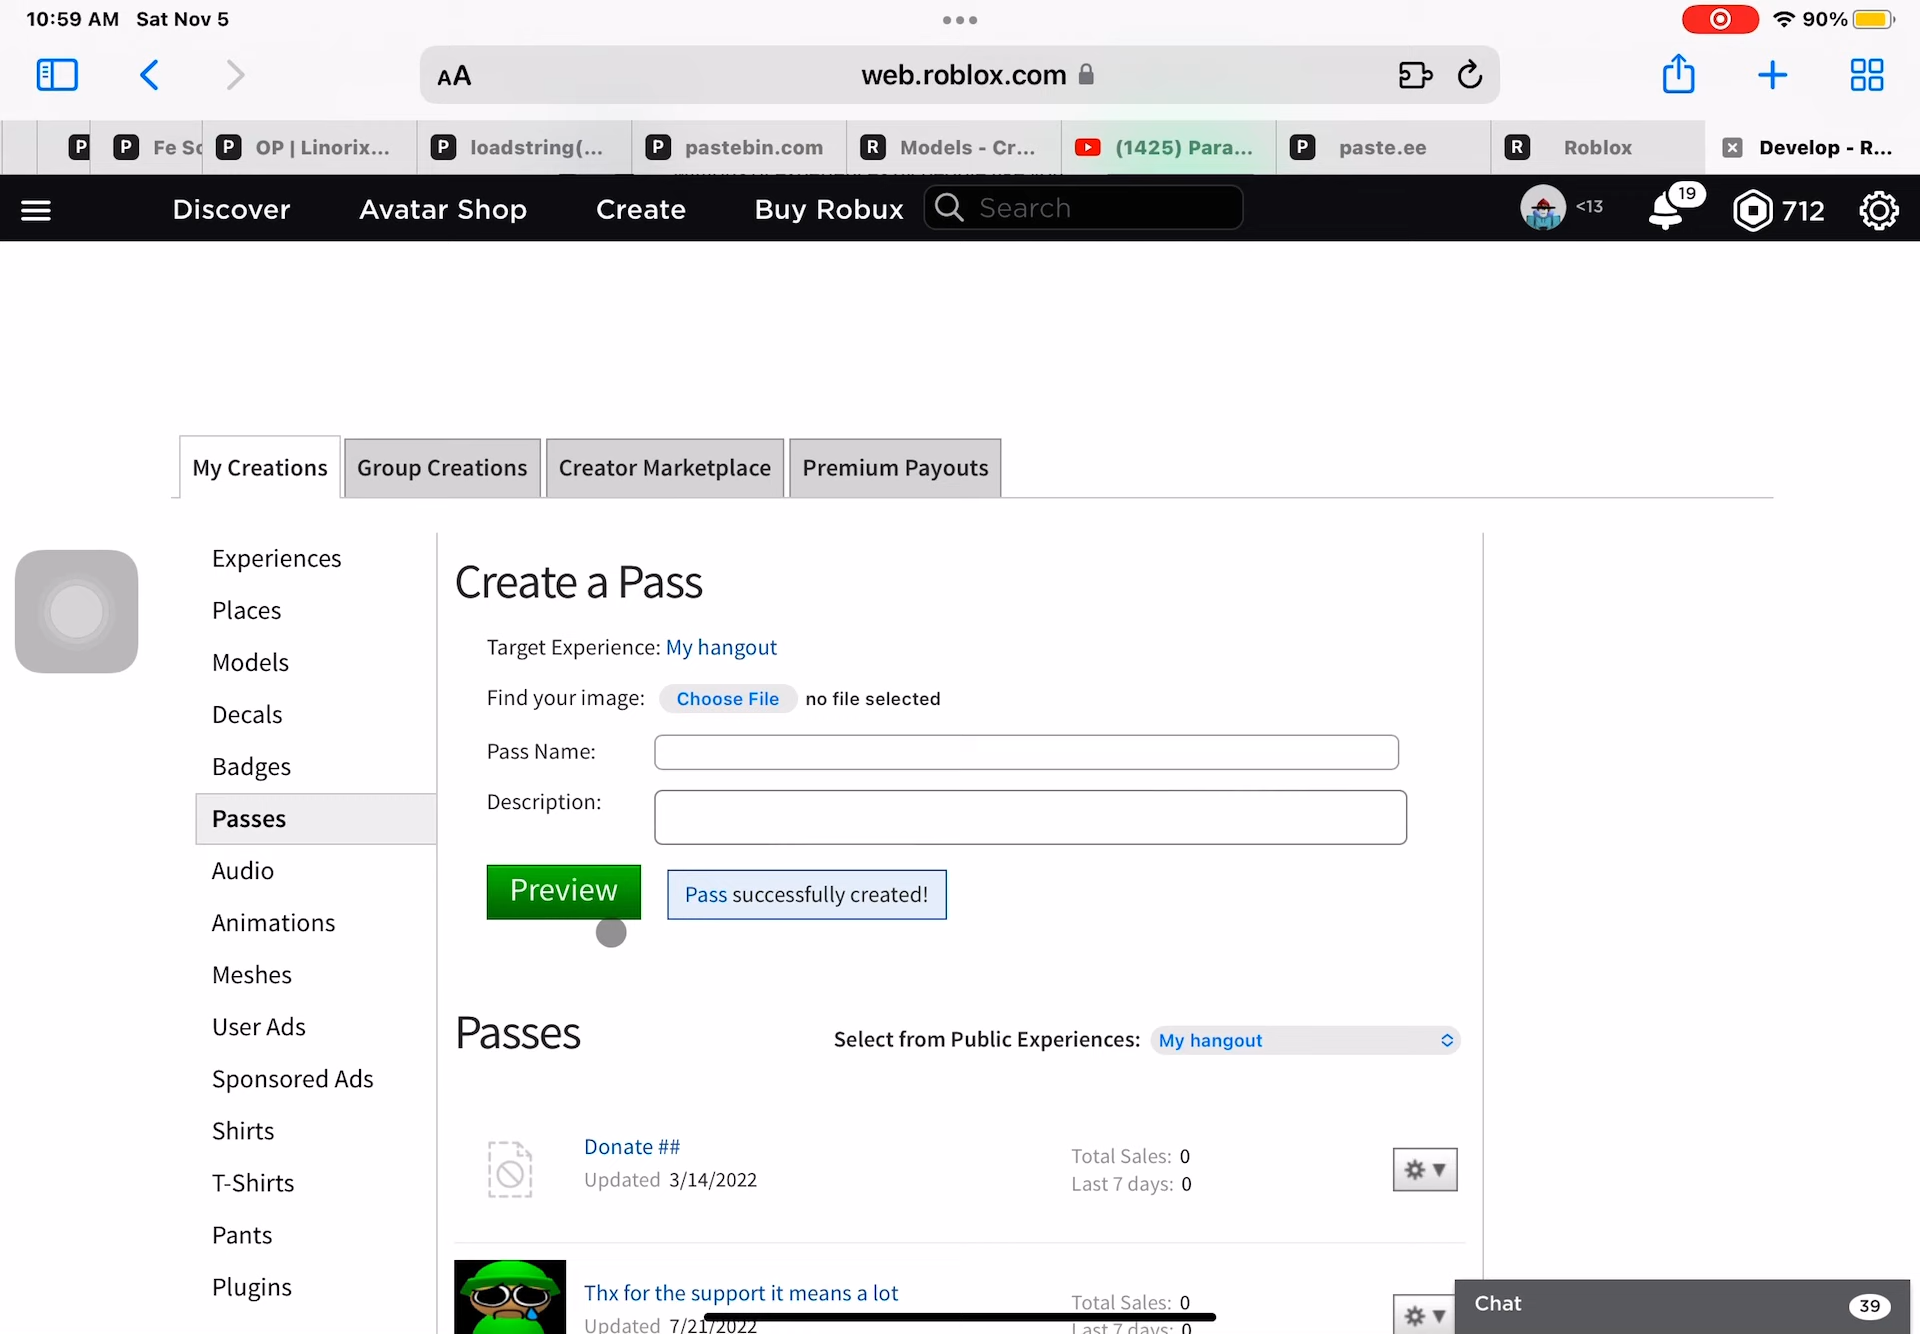 10:59 AM Sat Nov 5
90%
AA
web.roblox.com
P
P Fe Sc
P OP | Linorix...
P loadstring(...
P pastebin.com
R Models - Cr...
(1425) Para...
P paste.ee
R Roblox
Develop - R...
Discover
Avatar Shop
Create
Buy Robux
Search
<13
19
712
My Creations
Group Creations
Creator Marketplace
Premium Payouts
Experiences
Places
Models
Decals
Badges
Passes
Audio
Animations
Meshes
User Ads
Sponsored Ads
Shirts
T-Shirts
Pants
Plugins
Create a Pass
Target Experience: My hangout
Find your image: Choose File no file selected
Pass Name:
Description:
Preview
Pass successfully created!
Passes
Select from Public Experiences: My hangout
Donate ##
Updated 3/14/2022
Total Sales: 0
Last 7 days: 0
Thx for the support it means a lot
Updated 7/21/2022
Total Sales: 0
Last 7 days: 0
Chat
39